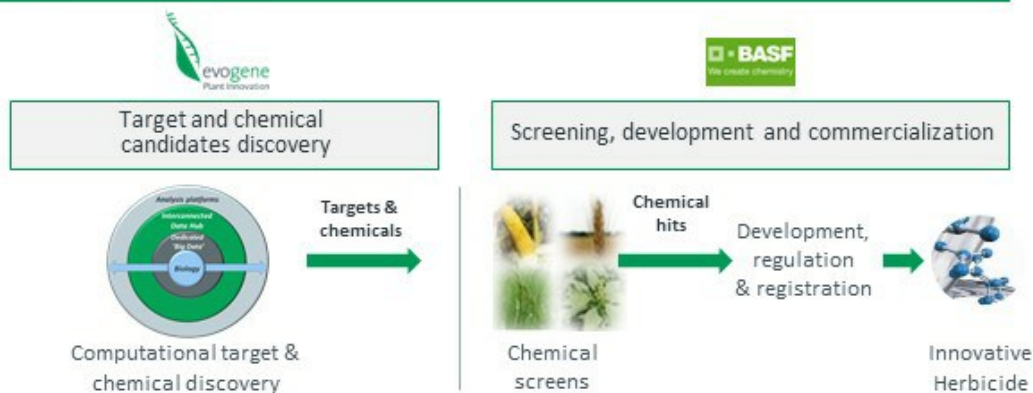 evogene
Plant Innovation
BASF
We create chemistry
Target and chemical
candidates discovery
Screening, development and commercialization
Analysis platforms
Interconnected
Data Hub
Dedicated
'Big Data'
Biology
Targets &
chemicals
Computational target &
chemical discovery
Chemical
screens
Chemical
hits
Development,
regulation
& registration
Innovative
Herbicide